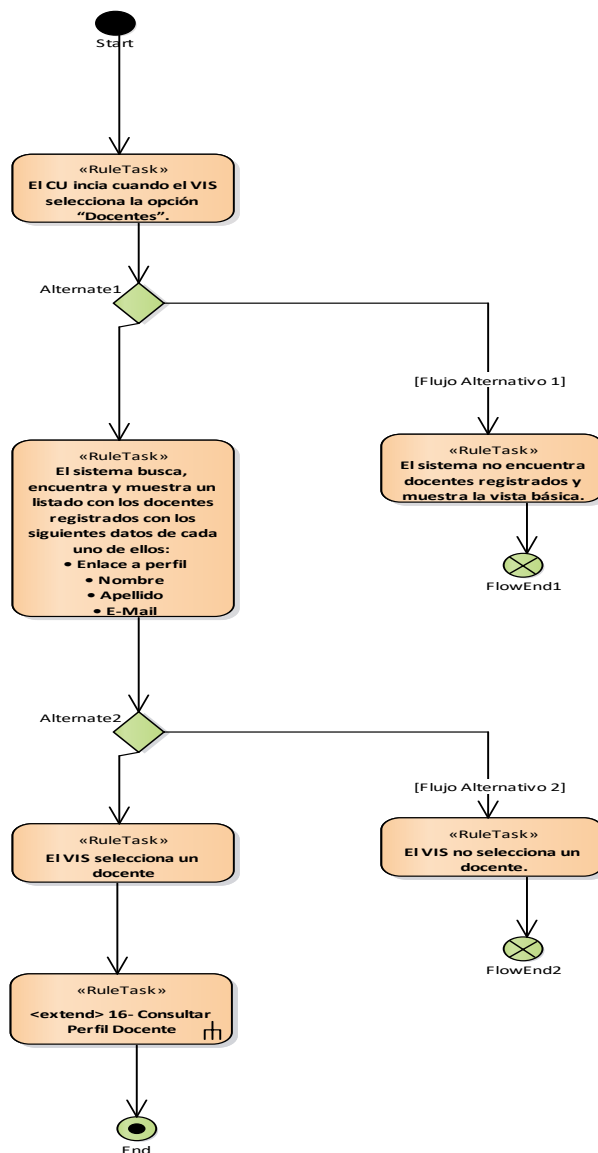 Start
«RuleTask»
El CU incia cuando el VIS
selecciona la opción
“Docentes”.
Alternate1
[Flujo Alternativo 1]
«RuleTask»
El sistema busca,
encuentra y muestra un
listado con los docentes
registrados con los
siguientes datos de cada
uno de ellos:
• Enlace a perfil
• Nombre
• Apellido
• E-Mail
«RuleTask»
El sistema no encuentra
docentes registrados y
muestra la vista básica.
FlowEnd1
Alternate2
[Flujo Alternativo 2]
«RuleTask»
El VIS selecciona un
docente
«RuleTask»
El VIS no selecciona un
docente.
FlowEnd2
«RuleTask»
<extend> 16- Consultar
Perfil Docente
End